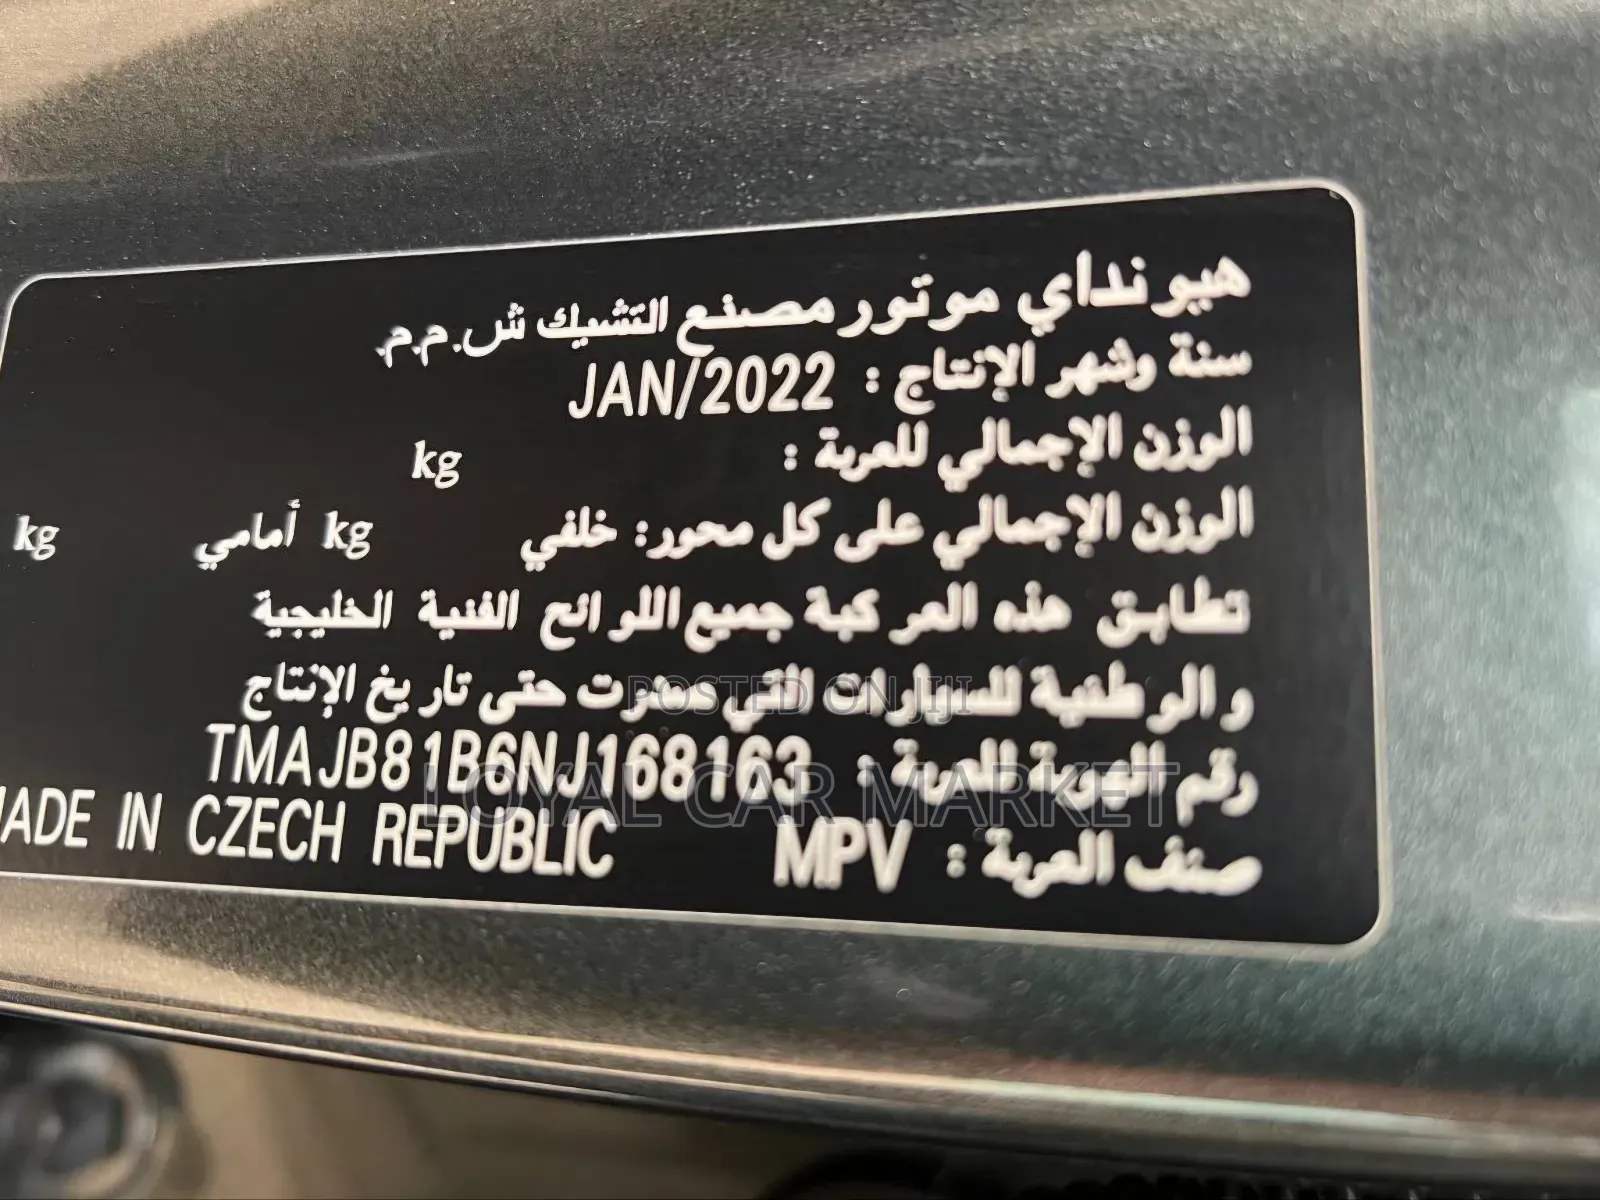 هيونداي موتور مصنع التشيك ش.م.م.
سنة وشهر الإنتاج : JAN/2022
الوزن الإجمالي للعربة : kg
الوزن الإجمالي على كل محور: خلفي kg أمامي kg
تطابق هذه المركبة جميع اللوائح الفنية الخليجية
والوطنية للسيارات التي صدرت حتى تاريخ الإنتاج
POSTED ON JIJI
رقم الهوية للعربة : TMAJB81B6NJ168163
LOYAL CAR MARKET
صنف العربة : MPV MADE IN CZECH REPUBLIC